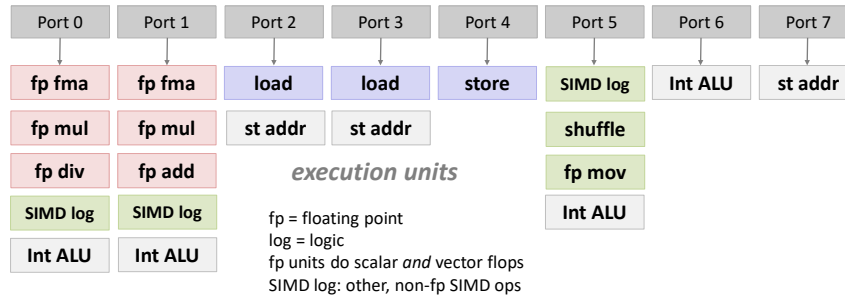 Port 0 Port 1 Port 2 Port 3 Port 4 Port 5 Port 6 Port 7
fp fma fp fma load load store SIMD log Int ALU st addr
fp mul fp mul st addr st addr shuffle
fp div fp add execution units fp mov
SIMD log SIMD log Int ALU
Int ALU Int ALU
fp = floating point
log = logic
fp units do scalar and vector flops
SIMD log: other, non-fp SIMD ops